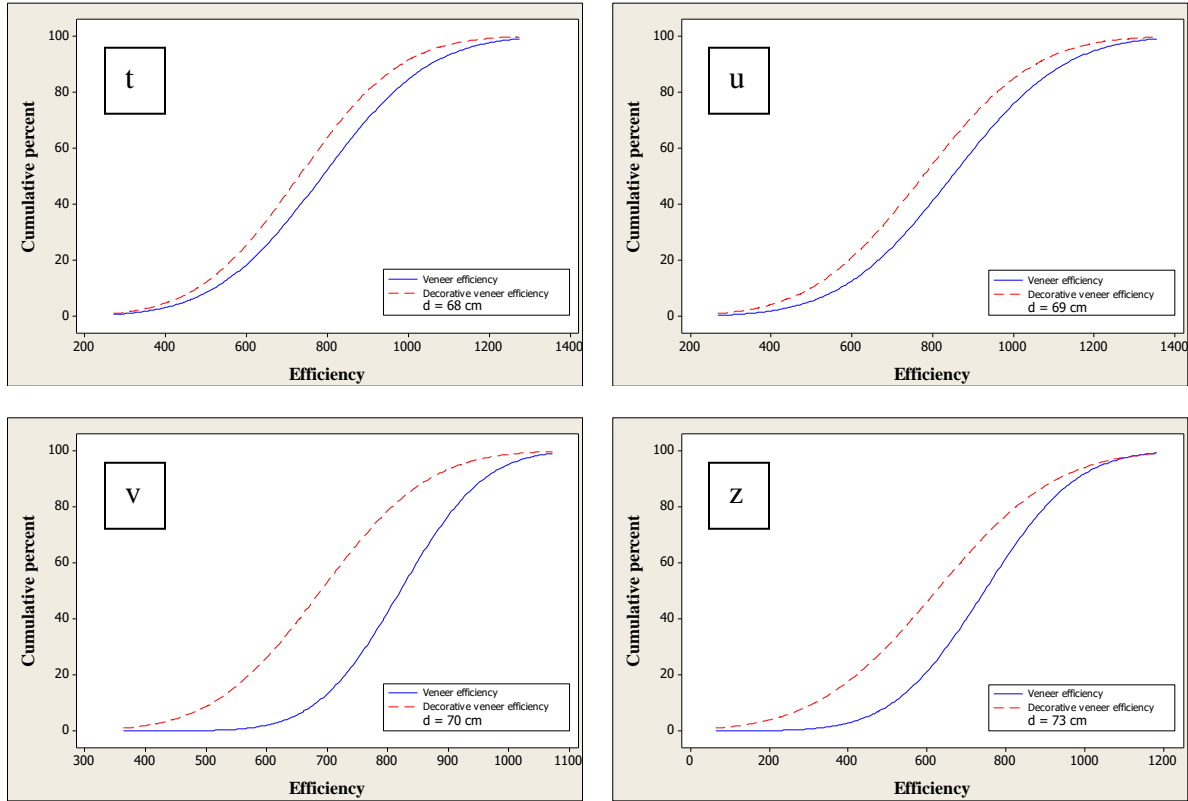 t
Cumulative percent
100
80
60
40
20
0
Veneer efficiency
Decorative veneer efficiency
d = 68 cm
200 400 600 800 1000 1200 1400
Efficiency
u
Cumulative percent
100
80
60
40
20
0
Veneer efficiency
Decorative veneer efficiency
d = 69 cm
200 400 600 800 1000 1200 1400
Efficiency
v
Cumulative percent
100
80
60
40
20
0
Veneer efficiency
Decorative veneer efficiency
d = 70 cm
300 400 500 600 700 800 900 1000 1100
Efficiency
z
Cumulative percent
100
80
60
40
20
0
Veneer efficiency
Decorative veneer efficiency
d = 73 cm
0 200 400 600 800 1000 1200
Efficiency